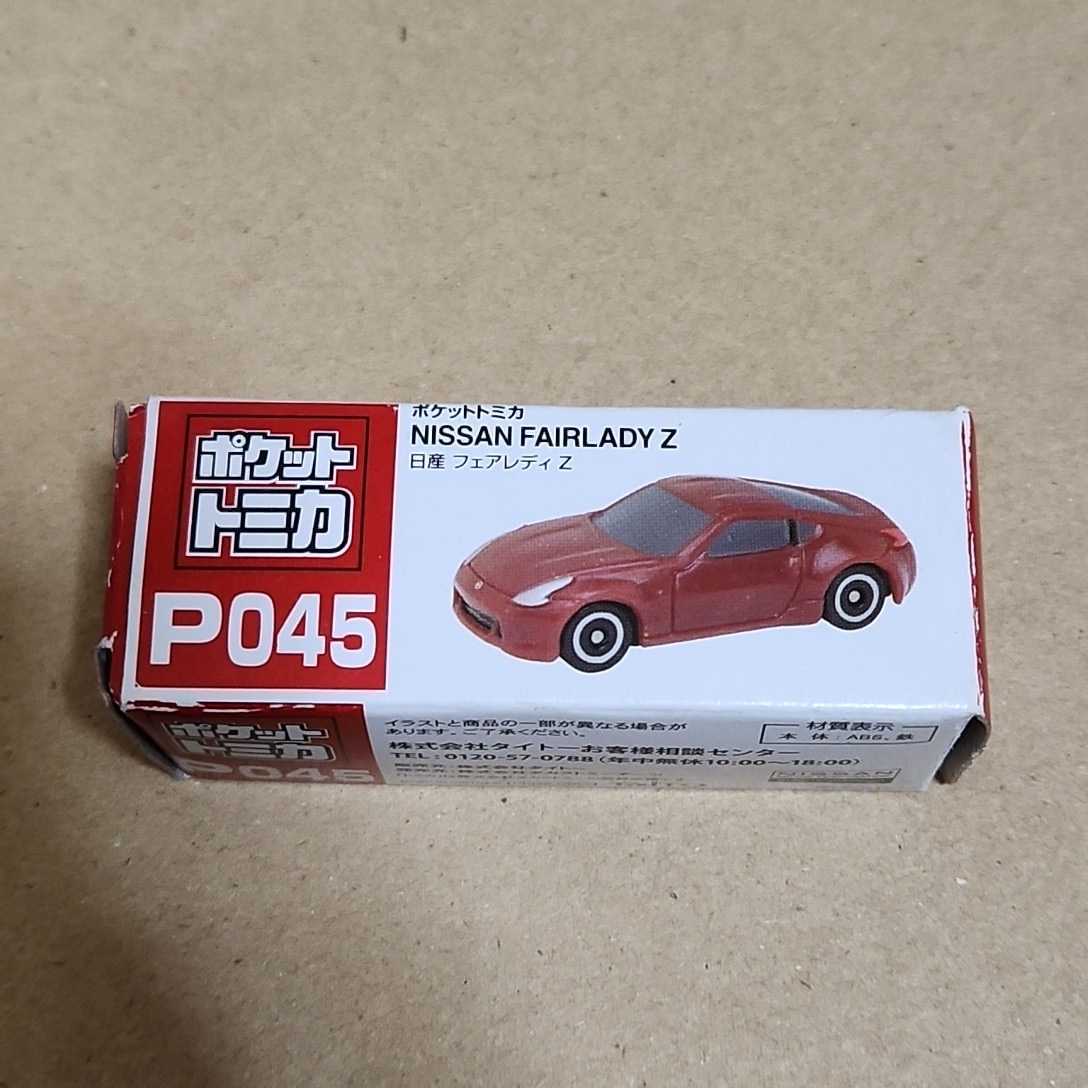 ポケット
トミカ
P045
ポケットトミカ
NISSAN FAIRLADY Z
日産 フェアレディ Z
ポケット
トミカ
P045
イラストと商品の一部が異なる場合が
あります。ご了承ください。
株式会社タイトーお客様相談センター
TEL:0120-57-0788 (年中無休10:00〜18:00)
材質表示
本 体:ABS、鉄
NISSAN